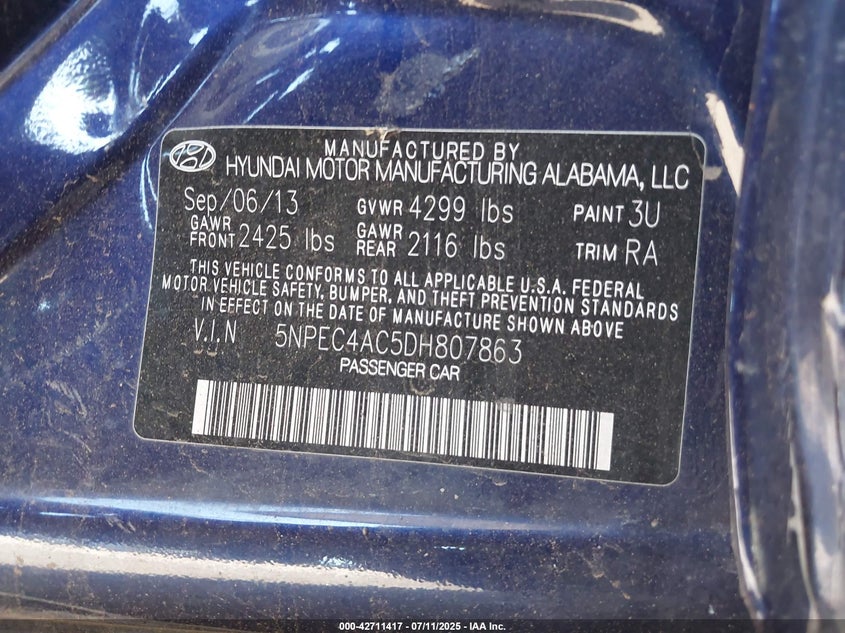 MANUFACTURED BY
HYUNDAI MOTOR MANUFACTURING ALABAMA, LLC
Sep/06/13 GVWR 4299 lbs PAINT 3U
GAWR FRONT 2425 lbs GAWR REAR 2116 lbs TRIM RA
THIS VEHICLE CONFORMS TO ALL APPLICABLE U.S.A. FEDERAL
MOTOR VEHICLE SAFETY, BUMPER, AND THEFT PREVENTION STANDARDS
IN EFFECT ON THE DATE OF MANUFACTURE SHOWN ABOVE
V.I.N 5NPEC4AC5DH807863
PASSENGER CAR
000-42711417 - 07/11/2025 - IAA Inc.